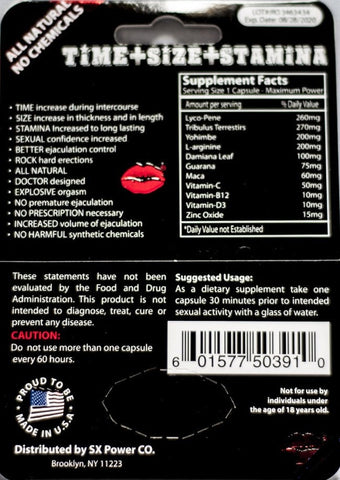 ALL NATURAL
NO CHEMICALS
LOT#RO 3463434
Exp. Date: 08/28/2020
TIME+SIZE+STAMINA
• TIME increase during intercourse
• SIZE increase in thickness and in length
• STAMINA Increased to long lasting
• SEXUAL confidence increased
• BETTER ejaculation control
• ROCK hard erections
• ALL NATURAL
• DOCTOR designed
• EXPLOSIVE orgasm
• NO premature ejaculation
• NO PRESCRIPTION necessary
• INCREASED volume of ejaculation
• NO HARMFUL synthetic chemicals
Supplement Facts
Serving Size 1 Capsule - Maximum Power
Amount per serving % Daily Value
Lyco-Pene 260mg
Tribulus Terrestirs 270mg
Yohimbe 200mg
L-arginine 200mg
Damiana Leaf 100mg
Guarana 75mg
Maca 60mg
Vitamin-C 50mg
Vitamin-B12 10mg
Vitamin-D3 10mg
Zinc Oxide 15mg
*Daily Value not Established
These statements have not been
evaluated by the Food and Drug
Administration. This product is not
intended to diagnose, treat, cure or
prevent any disease.
CAUTION:
Do not use more than one capsule
every 60 hours.
Suggested Usage:
As a dietary supplement take one
capsule 30 minutes prior to intended
sexual activity with a glass of water.
6 01577 50391 0
PROUD TO BE
MADE IN U.S.A
Not for use by
individuals under
the age of 18 years old.
Distributed by SX Power CO.
Brooklyn, NY 11223